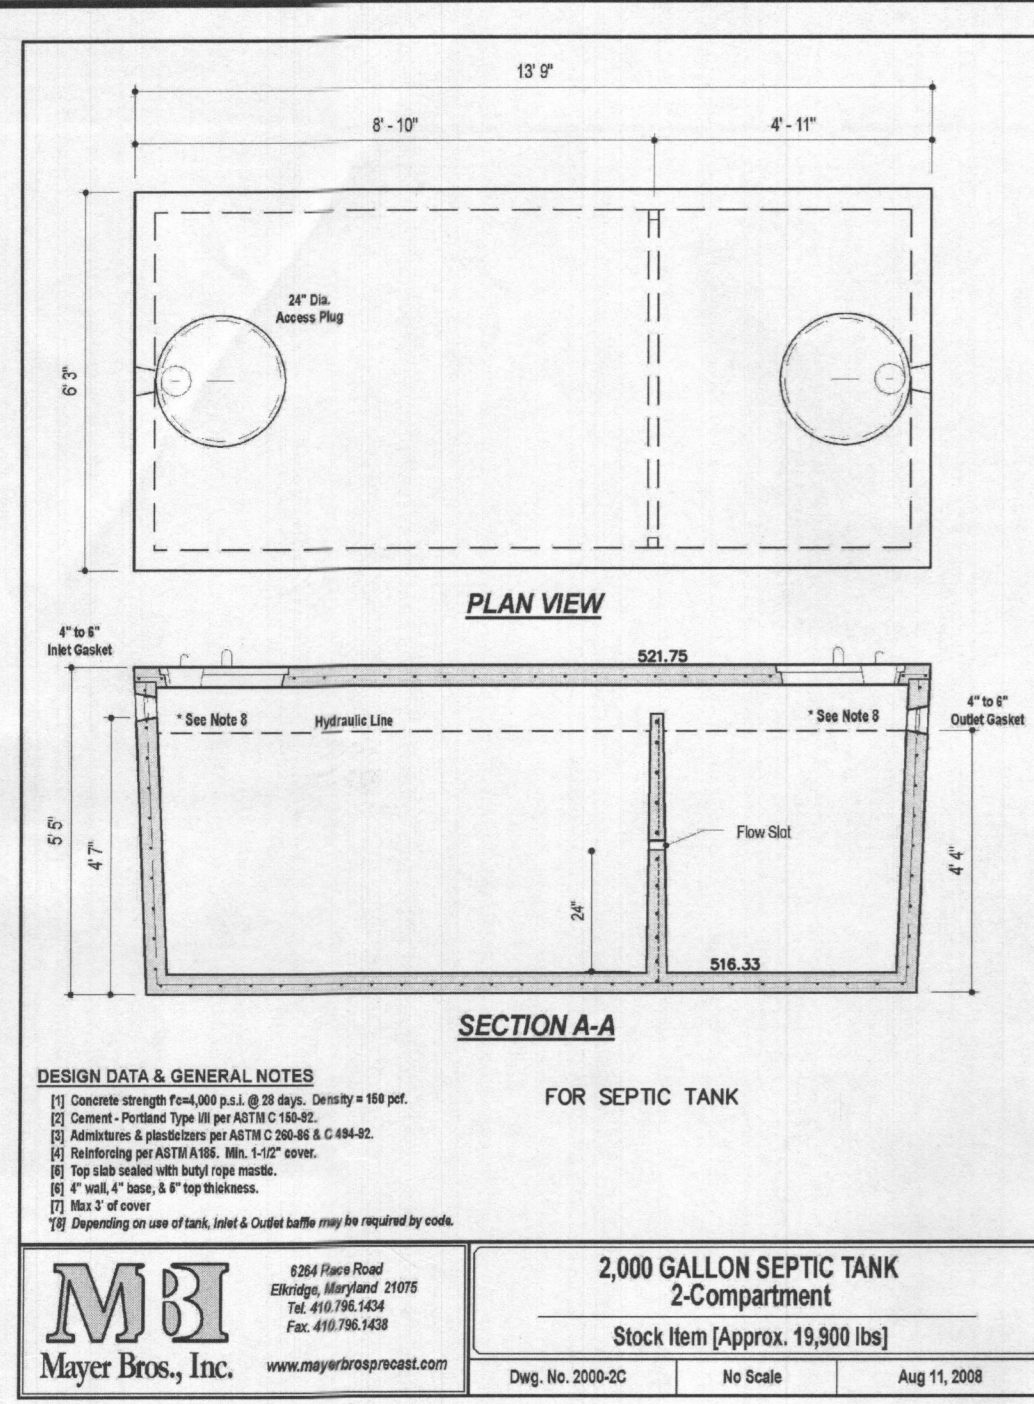 13' 9"
8' - 10"
4' - 11"
24" Dia.
Access Plug
6' 3"
PLAN VIEW
4" to 6"
Inlet Gasket
521.75
* See Note 8
Hydraulic Line
* See Note 8
4" to 6"
Outlet Gasket
5' 5"
4' 7"
Flow Slot
24"
4' 4"
516.33
SECTION A-A
DESIGN DATA & GENERAL NOTES
[1] Concrete strength f'c=4,000 p.s.i. @ 28 days. Density = 150 pcf.
[2] Cement - Portland Type I/II per ASTM C 150-92.
[3] Admixtures & plasticizers per ASTM C 260-86 & C 494-92.
[4] Reinforcing per ASTM A185. Min. 1-1/2" cover.
[5] Top slab sealed with butyl rope mastic.
[6] 4" wall, 4" base, & 5" top thickness.
[7] Max 3' of cover
*[8] Depending on use of tank, Inlet & Outlet baffle may be required by code.
FOR SEPTIC TANK
MBI
Mayer Bros., Inc.
6264 Race Road
Elkridge, Maryland 21075
Tel. 410.796.1434
Fax. 410.796.1438
www.mayerbrosprecast.com
2,000 GALLON SEPTIC TANK
2-Compartment
Stock Item [Approx. 19,900 lbs]
Dwg. No. 2000-2C
No Scale
Aug 11, 2008